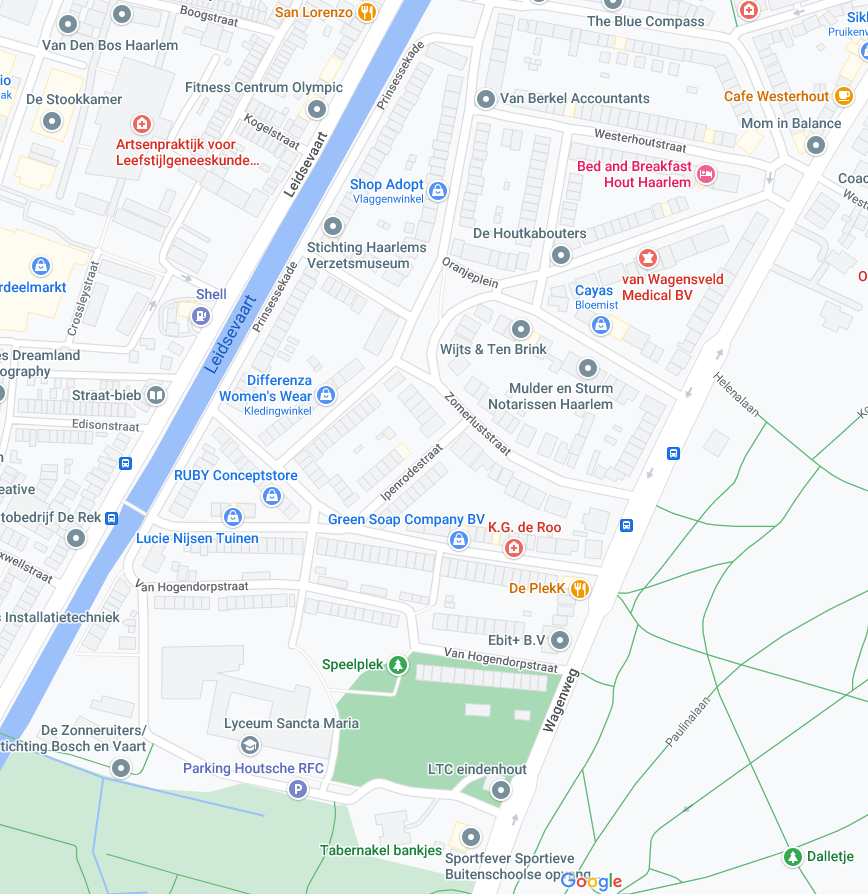 Boogstraat
San Lorenzo
Van Den Bos Haarlem
The Blue Compass
Sik
Pruikenw
io
ak
Fitness Centrum Olympic
Prinsessekade
De Stookkamer
Van Berkel Accountants
Cafe Westerhout
Mom in Balance
Kogelstraat
Artsenpraktijk voor
Leefstijlgeneeskunde...
Leidsevaart
Westerhoutstraat
Bed and Breakfast
Hout Haarlem
Coac
Weste
Shop Adopt
Vlaggenwinkel
Stichting Haarlems
Verzetsmuseum
De Houtkabouters
rdeelmarkt
Crossleystraat
Oranjeplein
van Wagensveld
Medical BV
O
Shell
Prinsessekade
Cayas
Bloemist
Leidsevaart
es Dreamland
ography
Wijts & Ten Brink
Straat-bieb
Differenza
Women's Wear
Kledingwinkel
Mulder en Sturm
Notarissen Haarlem
Helenalaan
Ko
Zomerluststraat
Edisonstraat
n
Ipenrodestraat
RUBY Conceptstore
eative
tobedrijf De Rek
Green Soap Company BV
K.G. de Roo
Lucie Nijsen Tuinen
xwellstraat
Van Hogendorpstraat
De PlekK
s Installatietechniek
Ebit+ B.V
Speelplek
Van Hogendorpstraat
Wagenweg
Paulinalaan
Lyceum Sancta Maria
De Zonneruiters/
tichting Bosch en Vaart
Parking Houtsche RFC
P
LTC eindenhout
Tabernakel bankjes
Sportfever Sportieve
Buitenschoolse opvang
Google
Dalletje